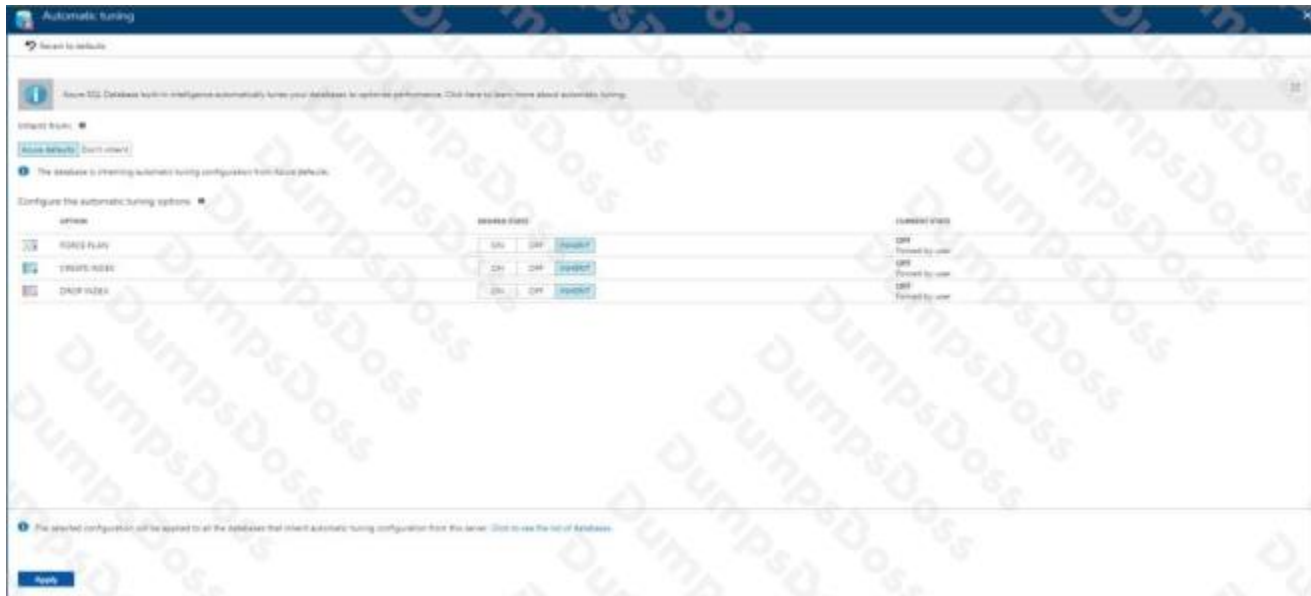 Automatic tuning
Revert to defaults
Azure SQL Database built-in intelligence automatically tunes your databases to optimize performance. Click here to learn more about automatic tuning.
Inherit from:
Azure defaults Don't inherit
The database is inheriting automatic tuning configuration from Azure defaults.
Configure the automatic tuning options
OPTION DESIRED STATE CURRENT STATE
FORCE PLAN ON OFF INHERIT OFF
Forced by user
CREATE INDEX ON OFF INHERIT OFF
Forced by user
DROP INDEX ON OFF INHERIT OFF
Forced by user
The selected configuration will be applied to all the databases that inherit automatic tuning configuration from this server. Click to see the list of databases.
Apply
DumpsDoss